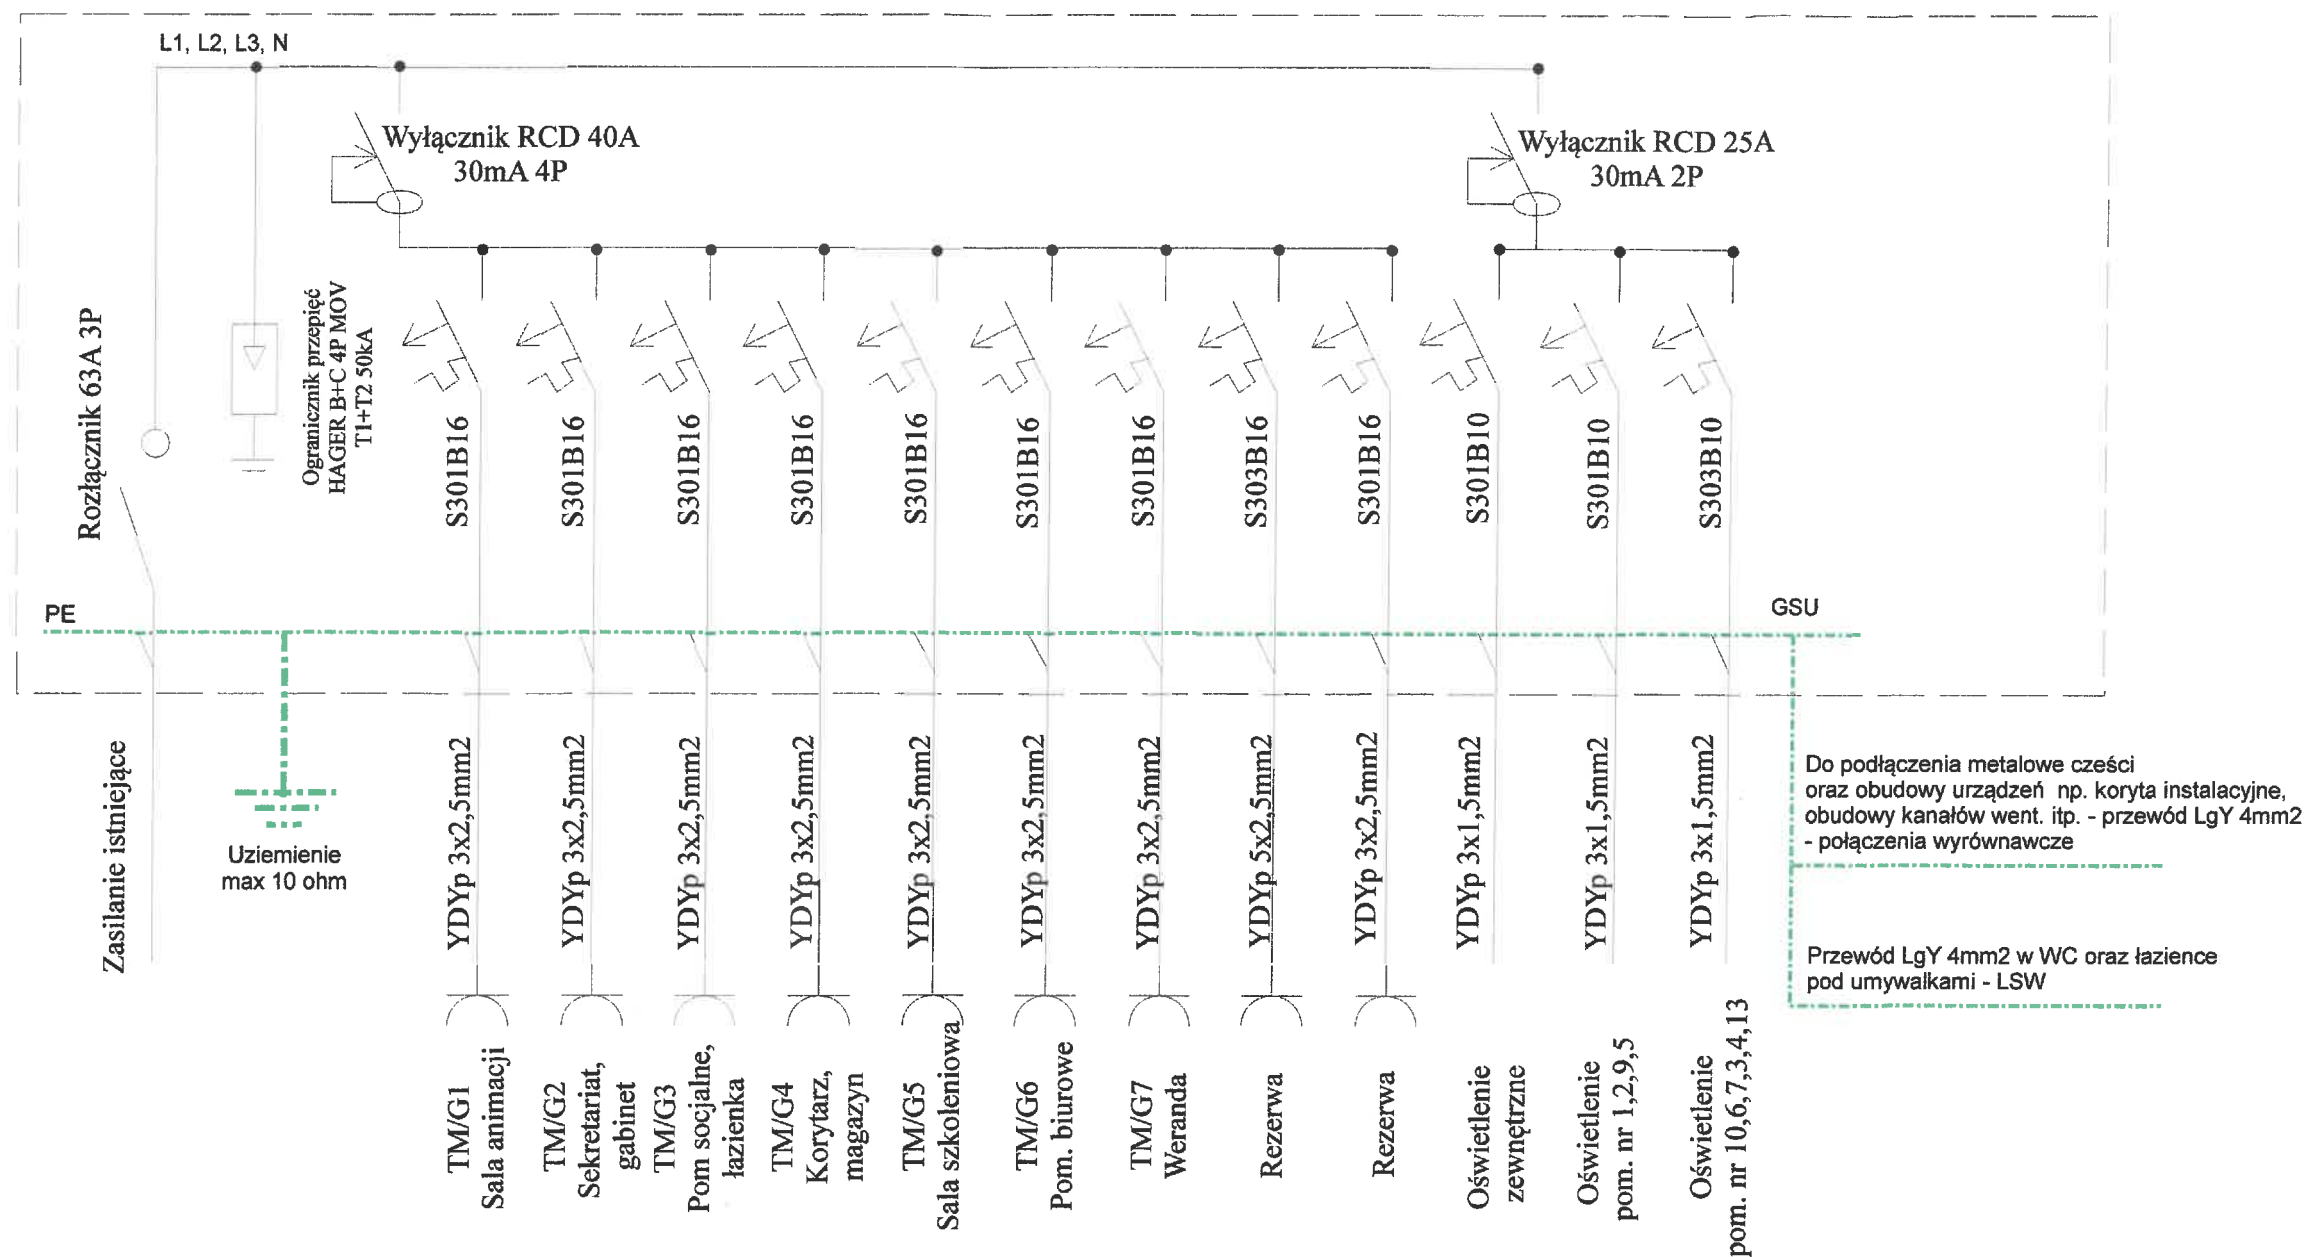 L1, L2, L3, N
Wyłącznik RCD 40A
30mA 4P
Wyłącznik RCD 25A
30mA 2P
Rozłącznik 63A 3P
Ogranicznik przepięć
HAGER B+C 4P MOV
T1+T2 50kA
S301B16
S301B16
S301B16
S301B16
S301B16
S301B16
S301B16
S303B16
S301B16
S301B10
S301B10
S303B10
PE
GSU
Zasilanie istniejące
Uziemienie
max 10 ohm
YDYp 3x2,5mm2
YDYp 3x2,5mm2
YDYp 3x2,5mm2
YDYp 3x2,5mm2
YDYp 3x2,5mm2
YDYp 3x2,5mm2
YDYp 3x2,5mm2
YDYp 5x2,5mm2
YDYp 3x2,5mm2
YDYp 3x1,5mm2
YDYp 3x1,5mm2
YDYp 3x1,5mm2
Do podłączenia metalowe cześci
oraz obudowy urządzeń np. koryta instalacyjne,
obudowy kanałów went. itp. - przewód LgY 4mm2
- połączenia wyrównawcze
Przewód LgY 4mm2 w WC oraz łazience
pod umywalkami - LSW
TM/G1
Sala animacji
TM/G2
Sekretariat,
gabinet
TM/G3
Pom socjalne,
łazienka
TM/G4
Korytarz,
magazyn
TM/G5
Sala szkoleniowa
TM/G6
Pom. biurowe
TM/G7
Weranda
Rezerwa
Rezerwa
Oświetlenie
zewnętrzne
Oświetlenie
pom. nr 1,2,9,5
Oświetlenie
pom. nr 10,6,7,3,4,13